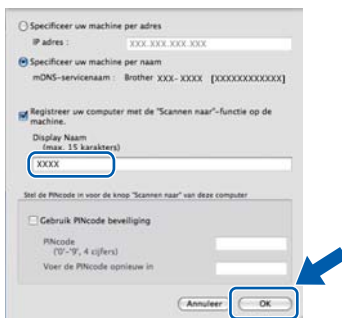 Specificeer uw machine per adres
IP adres : XXX.XXX.XXX.XXX
Specificeer uw machine per naam
mDNS-servicenaam : Brother XXX-XXXX [XXXXXXXXXXXX]
Registreer uw computer met de "Scannen naar"-functie op de
machine.
Display Naam
(max. 15 karakters)
XXXX
Stel de PINcode in voor de knop "Scannen naar" van deze computer
Gebruik PINcode beveiliging
PINcode
('0'-'9', 4 cijfers)
Voer de PINcode opnieuw in
Annuleer OK